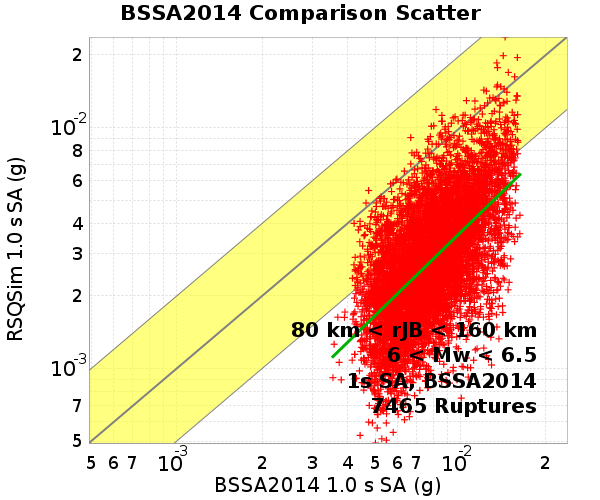 BSSA2014 Comparison Scatter
RSQSim 1.0 s SA (g)
2
10-2
8
6
4
3
2
10-3
7
5
80 km < rJB < 160 km
6 < Mw < 6.5
1s SA, BSSA2014
7465 Ruptures
5 6 7 10-3 2 3 4 5 6 7 10-2 2
BSSA2014 1.0 s SA (g)